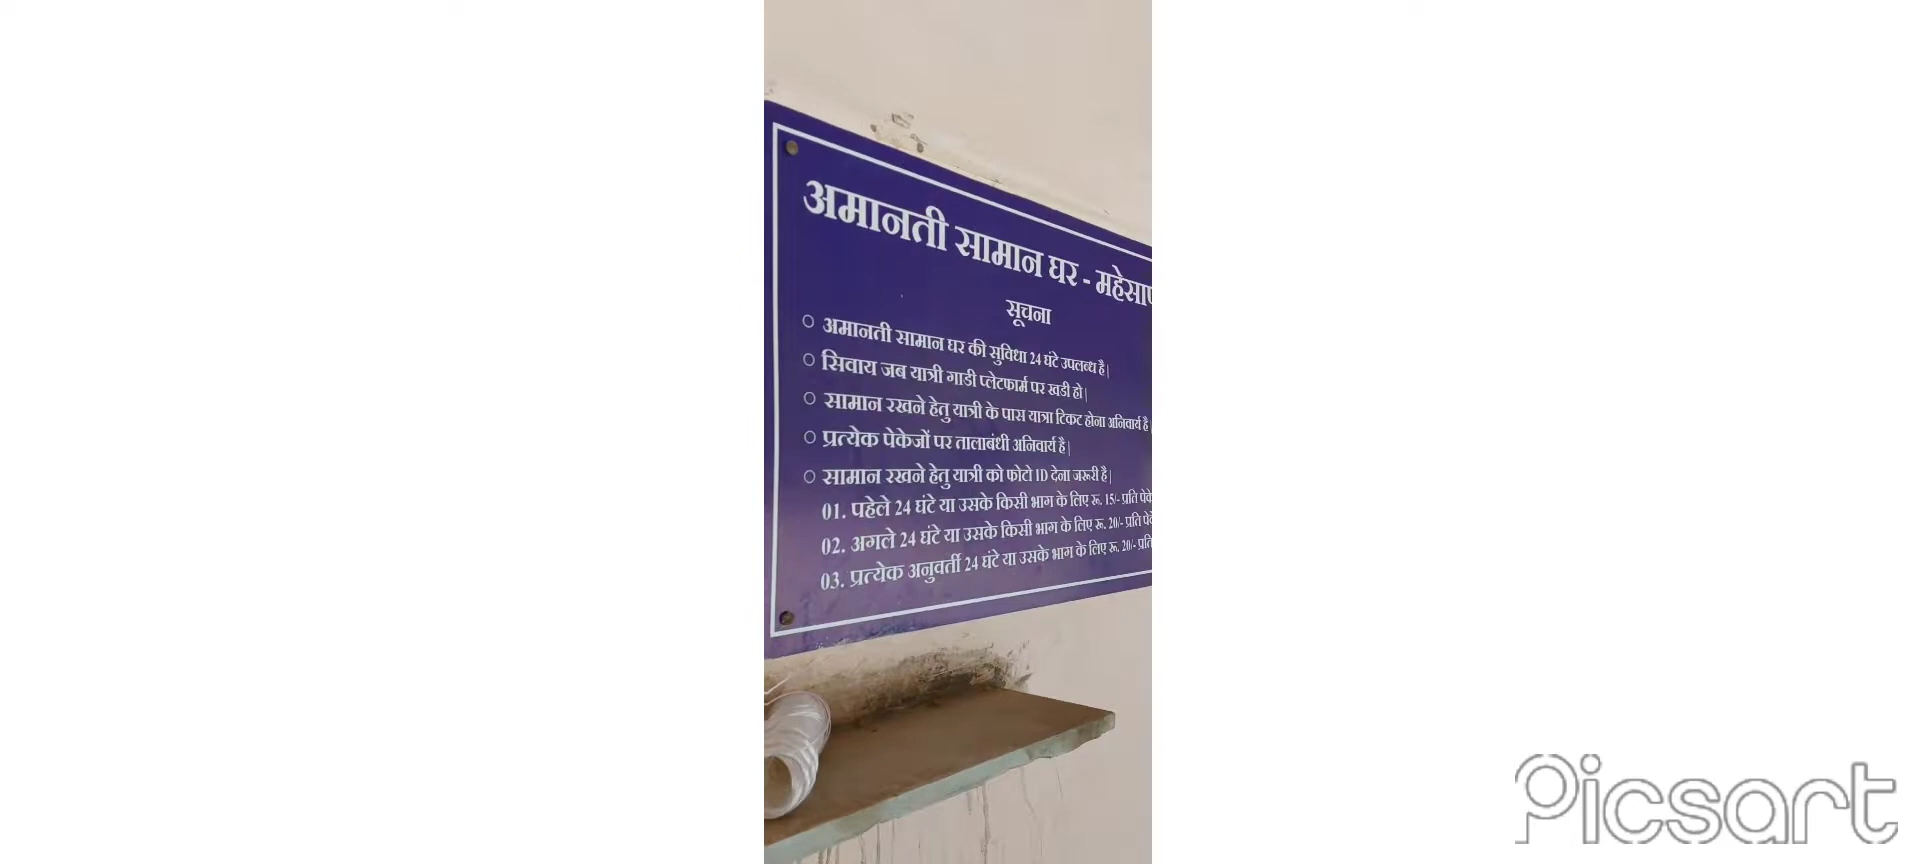 अमानती सामान घर - महेसा
सूचना
○ अमानती सामान घर की सुविधा 24 घंटे उपलब्ध है|
○ सिवाय जब यात्री गाडी प्लेटफार्म पर खडी हो|
○ सामान रखने हेतु यात्री के पास यात्रा टिकट होना अनिवार्य है|
○ प्रत्येक पेकेजों पर तालाबंधी अनिवार्य है|
○ सामान रखने हेतु यात्री को फोटो ID देना जरूरी है|
01. पहेले 24 घंटे या उसके किसी भाग के लिए रू. 15/- प्रति पेके
02. अगले 24 घंटे या उसके किसी भाग के लिए रू. 20/- प्रति पेके
03. प्रत्येक अनुवर्ती 24 घंटे या उसके भाग के लिए रू. 20/- प्रति
Picsart